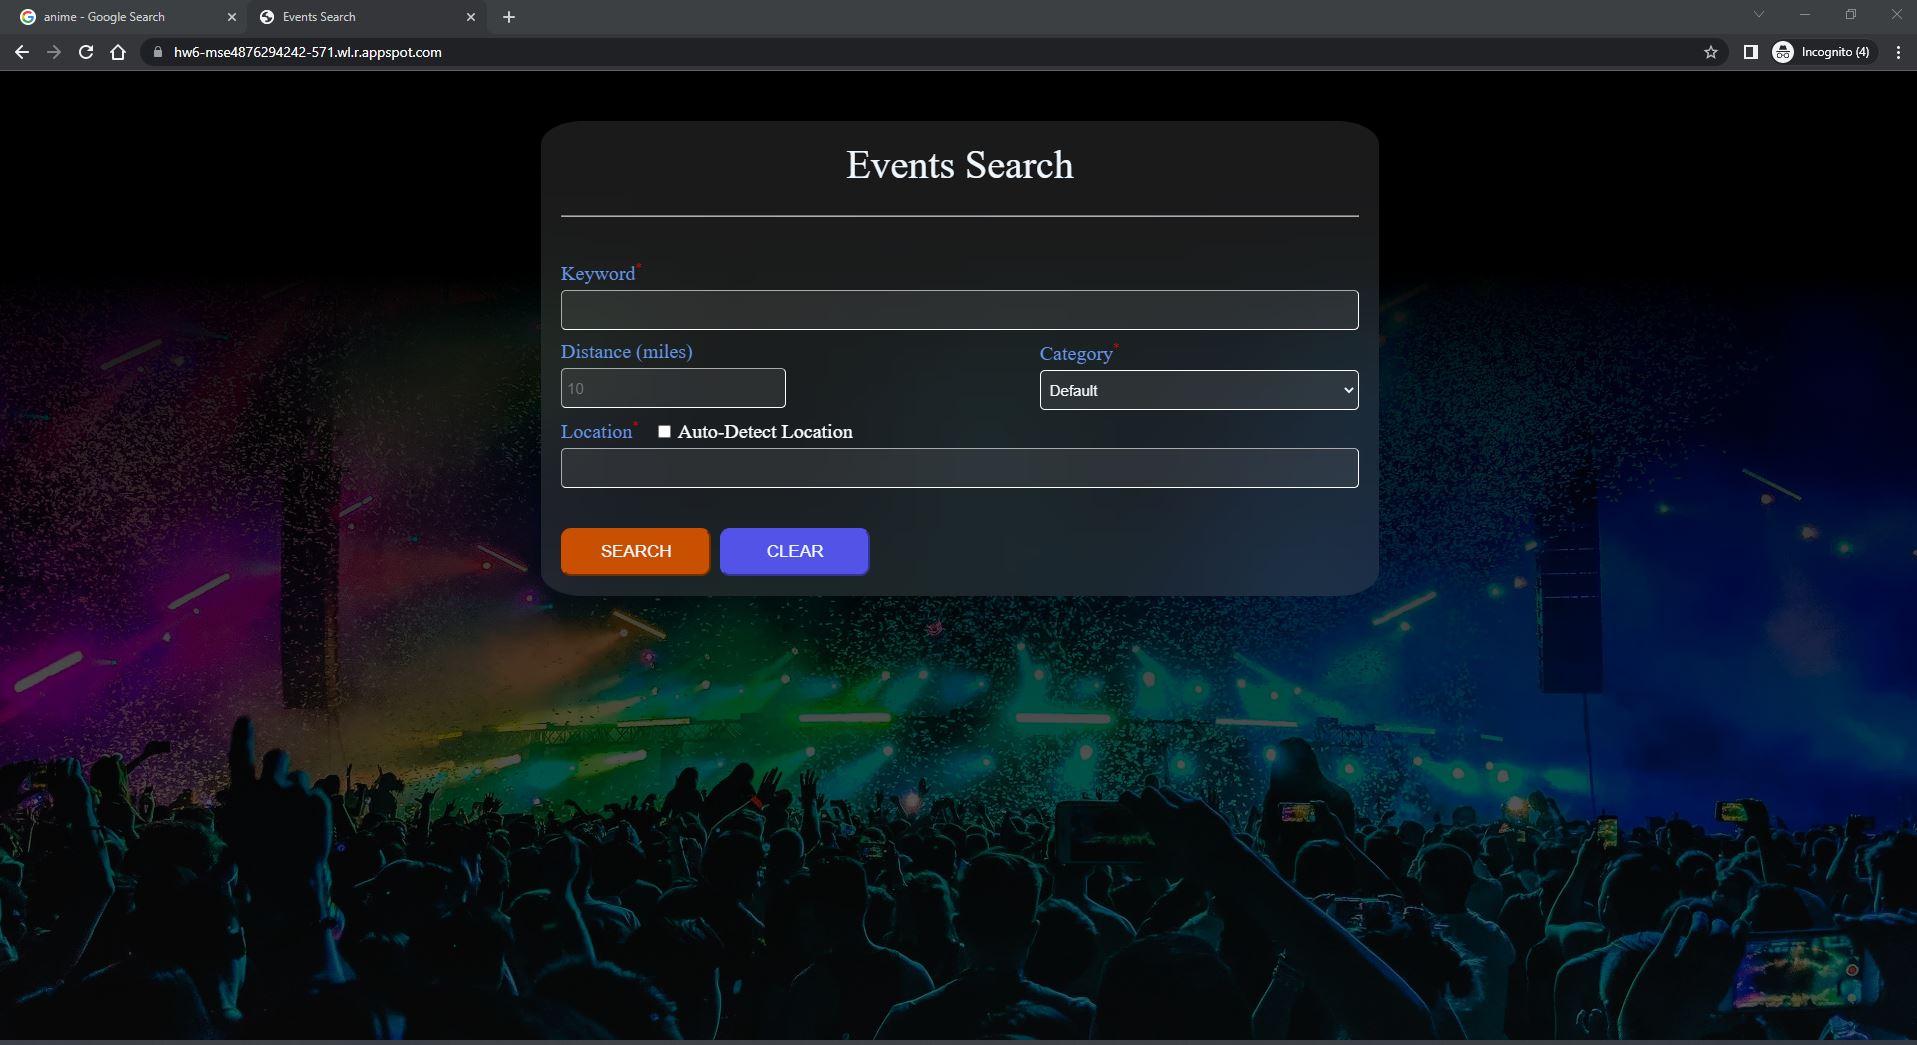 anime - Google Search
Events Search
hw6-mse4876294242-571.wl.r.appspot.com
Incognito (4)
Events Search
Keyword*
Distance (miles)
Category*
10
Default
Location* Auto-Detect Location
SEARCH
CLEAR